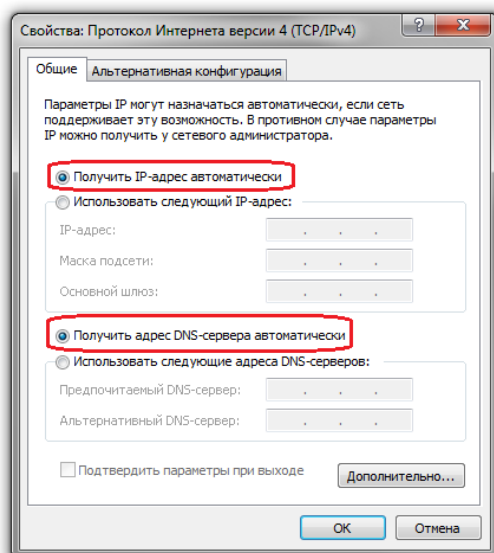 Свойства: Протокол Интернета версии 4 (TCP/IPv4)
Общие
Альтернативная конфигурация
Параметры IP могут назначаться автоматически, если сеть
поддерживает эту возможность. В противном случае параметры
IP можно получить у сетевого администратора.
Получить IP-адрес автоматически
Использовать следующий IP-адрес:
IP-адрес:
Маска подсети:
Основной шлюз:
Получить адрес DNS-сервера автоматически
Использовать следующие адреса DNS-серверов:
Предпочитаемый DNS-сервер:
Альтернативный DNS-сервер:
Подтвердить параметры при выходе
Дополнительно...
ОК
Отмена